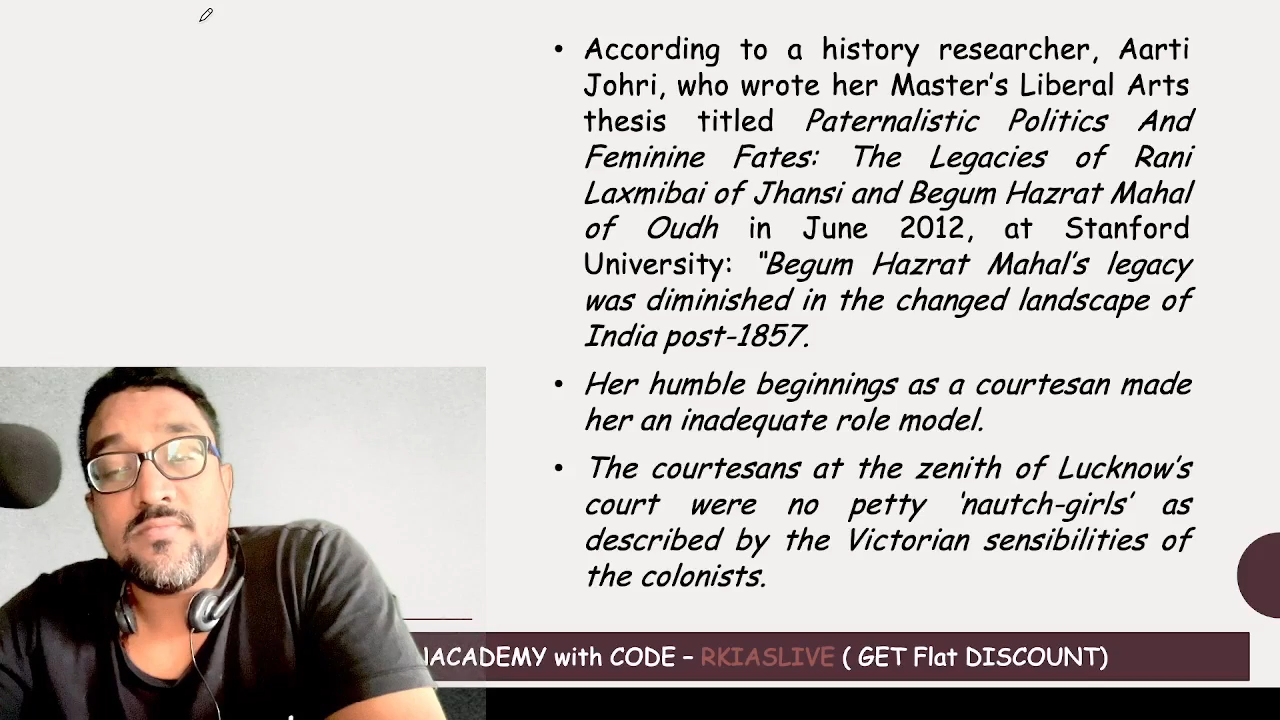 • According to a history researcher, Aarti
Johri, who wrote her Master's Liberal Arts
thesis titled Paternalistic Politics And
Feminine Fates: The Legacies of Rani
Laxmibai of Jhansi and Begum Hazrat Mahal
of Oudh in June 2012, at Stanford
University: "Begum Hazrat Mahal's legacy
was diminished in the changed landscape of
India post-1857.
• Her humble beginnings as a courtesan made
her an inadequate role model.
• The courtesans at the zenith of Lucknow's
court were no petty 'nautch-girls' as
described by the Victorian sensibilities of
the colonists.
ACADEMY with CODE – RKIASLIVE ( GET Flat DISCOUNT)